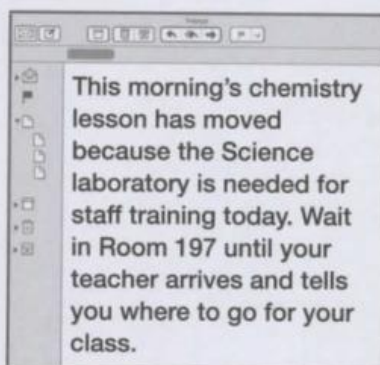 This morning's chemistry
lesson has moved
because the Science
laboratory is needed for
staff training today. Wait
in Room 197 until your
teacher arrives and tells
you where to go for your
class.